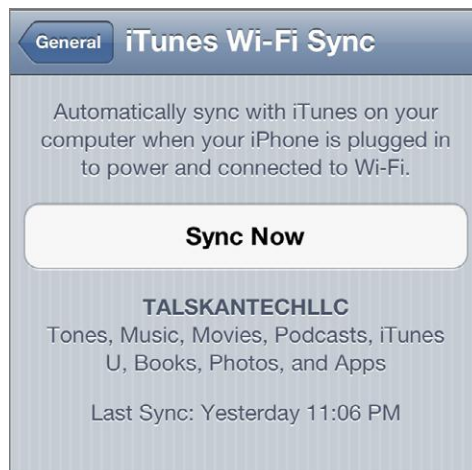 General iTunes Wi-Fi Sync
Automatically sync with iTunes on your
computer when your iPhone is plugged in
to power and connected to Wi-Fi.
Sync Now
TALSKANTECHLLC
Tones, Music, Movies, Podcasts, iTunes
U, Books, Photos, and Apps
Last Sync: Yesterday 11:06 PM